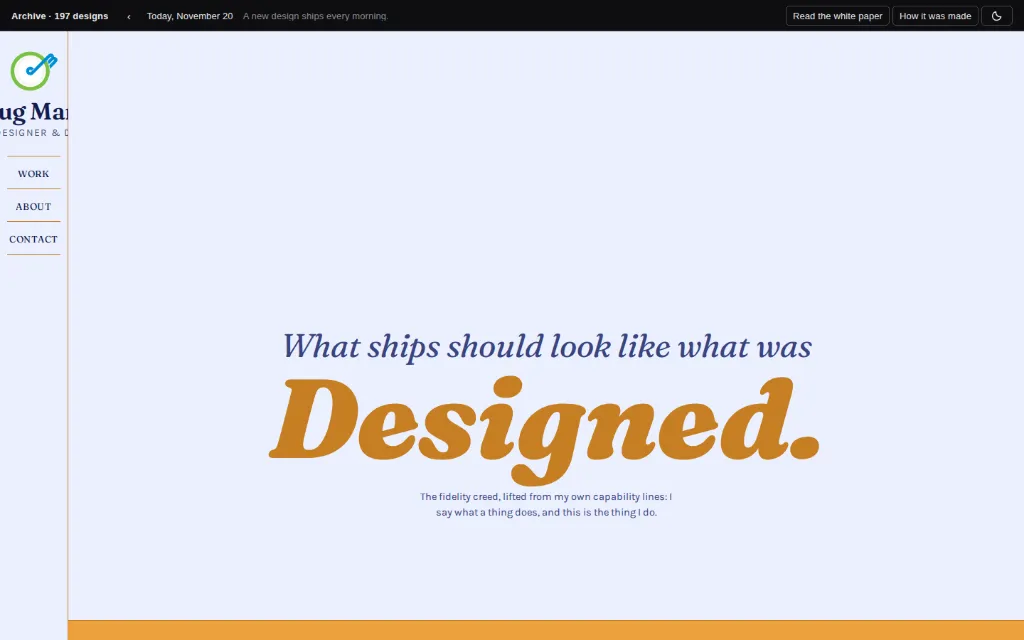 Archive · 197 designs ‹ Today, November 20 A new design ships every morning. Read the white paper How it was made
ug Mar
ESIGNER & D
WORK
ABOUT
CONTACT
What ships should look like what was
Designed.
The fidelity creed, lifted from my own capability lines: I
say what a thing does, and this is the thing I do.